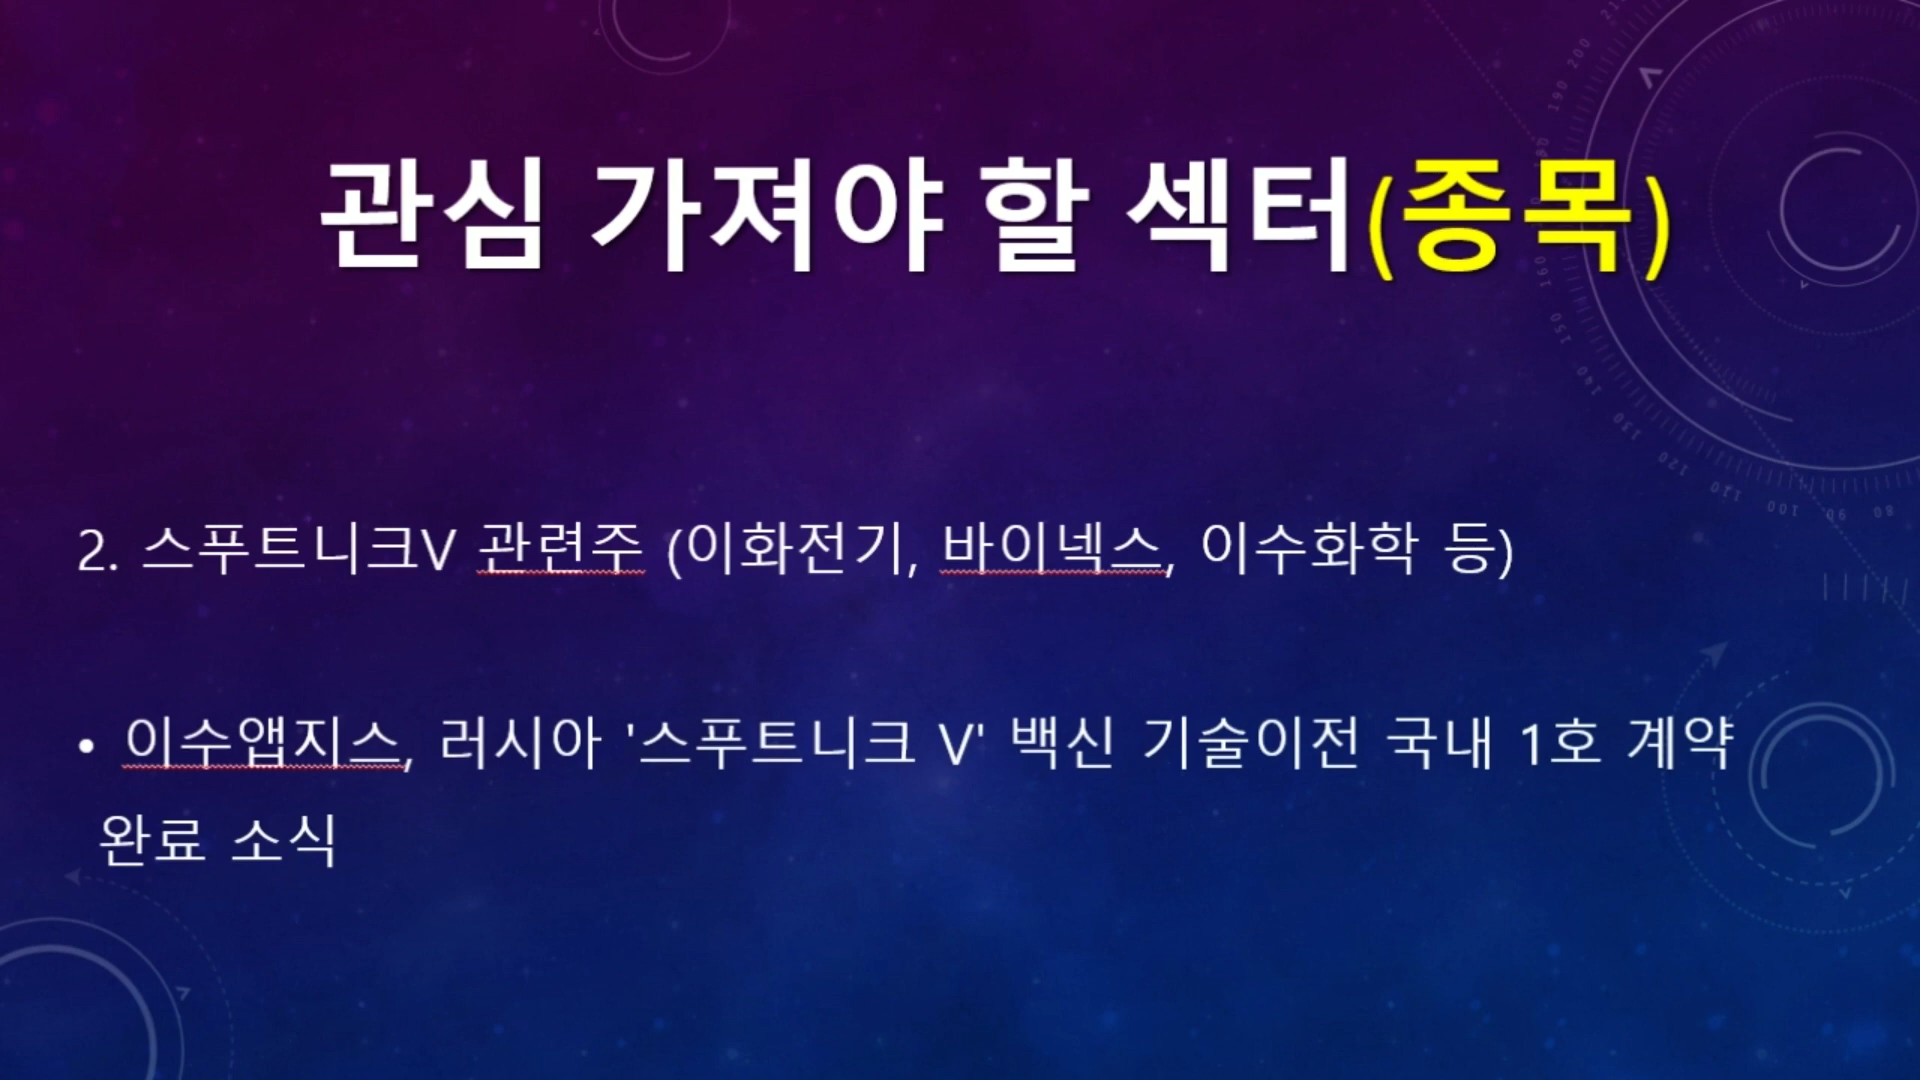 관심 가져야 할 섹터(종목)
2. 스푸트니크V 관련주 (이화전기, 바이넥스, 이수화학 등)
• 이수앱지스, 러시아 '스푸트니크 V' 백신 기술이전 국내 1호 계약
완료 소식